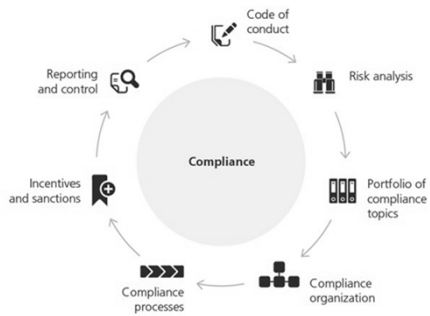 Code of
conduct
Risk analysis
Portfolio of
compliance
topics
Compliance
organization
Compliance
processes
Incentives
and sanctions
Reporting
and control
Compliance